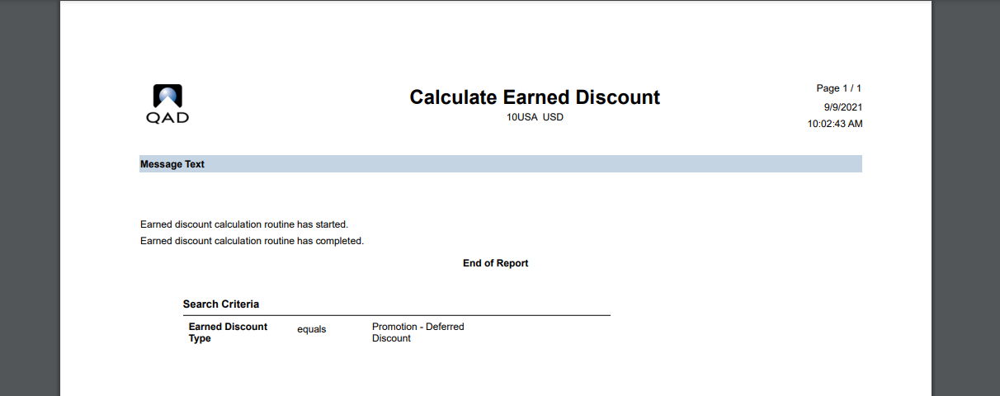 QAD
Calculate Earned Discount
10USA  USD
Page 1 / 1
9/9/2021
10:02:43 AM
Message Text
Earned discount calculation routine has started.
Earned discount calculation routine has completed.
End of Report
Search Criteria
Earned Discount
Type
equals
Promotion - Deferred
Discount